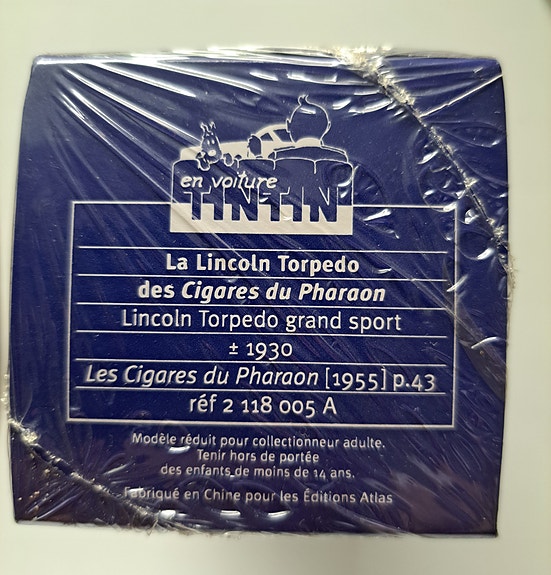 en voiture
TINTIN
La Lincoln Torpedo
des Cigares du Pharaon
Lincoln Torpedo grand sport
± 1930
Les Cigares du Pharaon [1955] p.43
réf 2 118 005 A
Modèle réduit pour collectionneur adulte.
Tenir hors de portée
des enfants de moins de 14 ans.
Fabriqué en Chine pour les Éditions Atlas